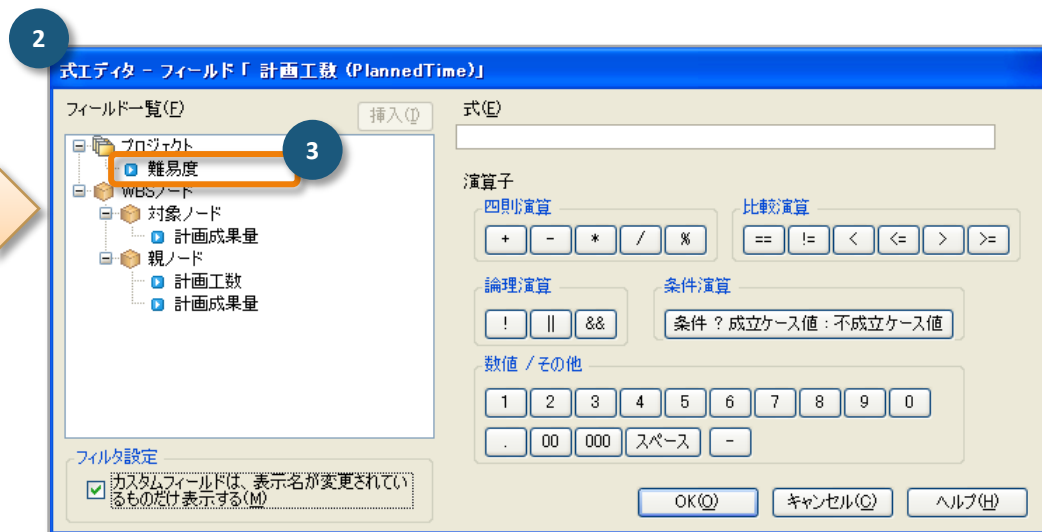 2
式エディタ - フィールド「 計画工数 (PlannedTime)」
フィールド一覧(F)
挿入(I)
式(E)
プロジェクト
3
難易度
WBSノード
対象ノード
計画成果量
親ノード
計画工数
計画成果量
演算子
四則演算
+ - * / %
比較演算
== != < <= > >=
論理演算
! || &&
条件演算
条件 ? 成立ケース値 : 不成立ケース値
数値 / その他
1 2 3 4 5 6 7 8 9 0
. 00 000 スペース -
フィルタ設定
カスタムフィールドは、表示名が変更されてい
るものだけ表示する(M)
OK(O) キャンセル(C) ヘルプ(H)